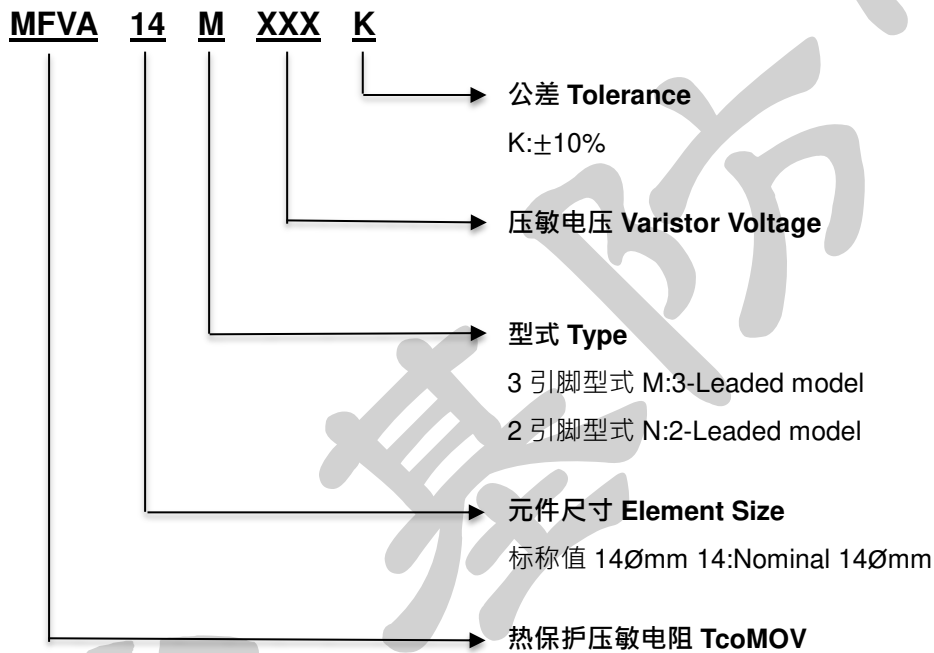 MFVA 14 M XXX K
公差 Tolerance
K:±10%
压敏电压 Varistor Voltage
型式 Type
3 引脚型式 M:3-Leaded model
2 引脚型式 N:2-Leaded model
元件尺寸 Element Size
标称值 14Ømm 14:Nominal 14Ømm
热保护压敏电阻 TcoMOV